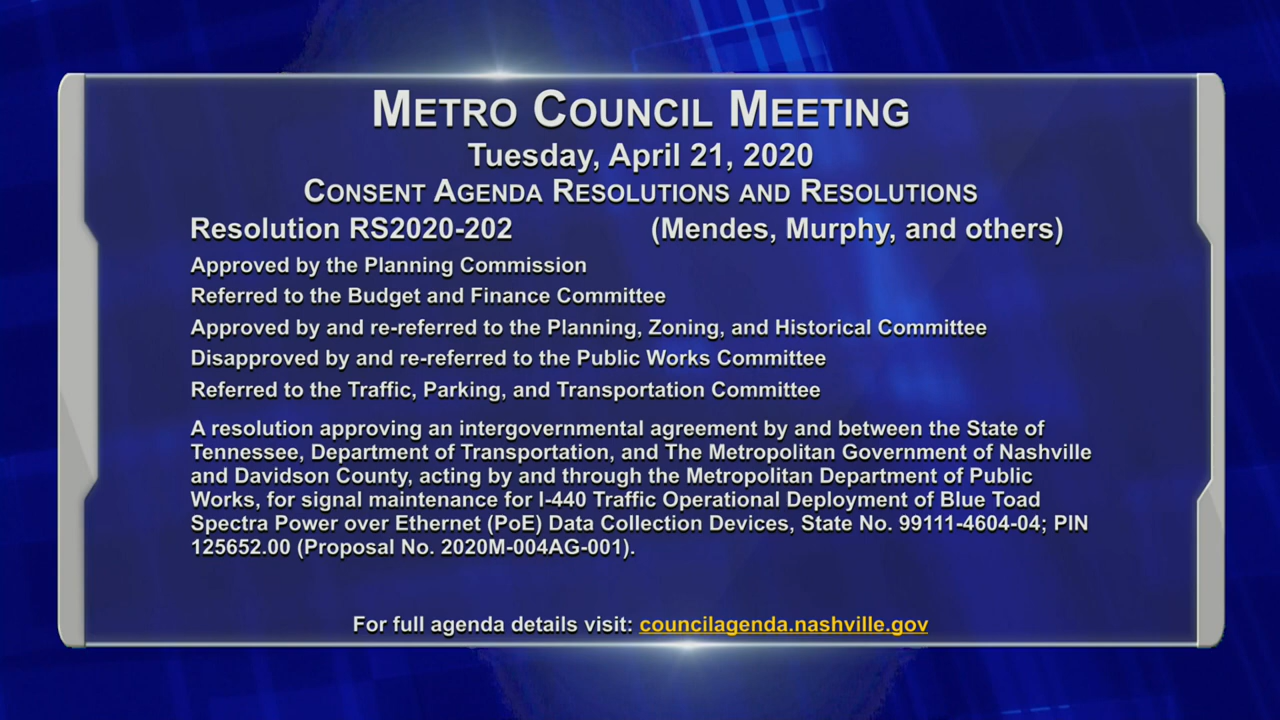 METRO COUNCIL MEETING
Tuesday, April 21, 2020
CONSENT AGENDA RESOLUTIONS AND RESOLUTIONS
Resolution RS2020-202 (Mendes, Murphy, and others)
Approved by the Planning Commission
Referred to the Budget and Finance Committee
Approved by and re-referred to the Planning, Zoning, and Historical Committee
Disapproved by and re-referred to the Public Works Committee
Referred to the Traffic, Parking, and Transportation Committee
A resolution approving an intergovernmental agreement by and between the State of
Tennessee, Department of Transportation, and The Metropolitan Government of Nashville
and Davidson County, acting by and through the Metropolitan Department of Public
Works, for signal maintenance for I-440 Traffic Operational Deployment of Blue Toad
Spectra Power over Ethernet (PoE) Data Collection Devices, State No. 99111-4604-04; PIN
125652.00 (Proposal No. 2020M-004AG-001).
For full agenda details visit: councilagenda.nashville.gov